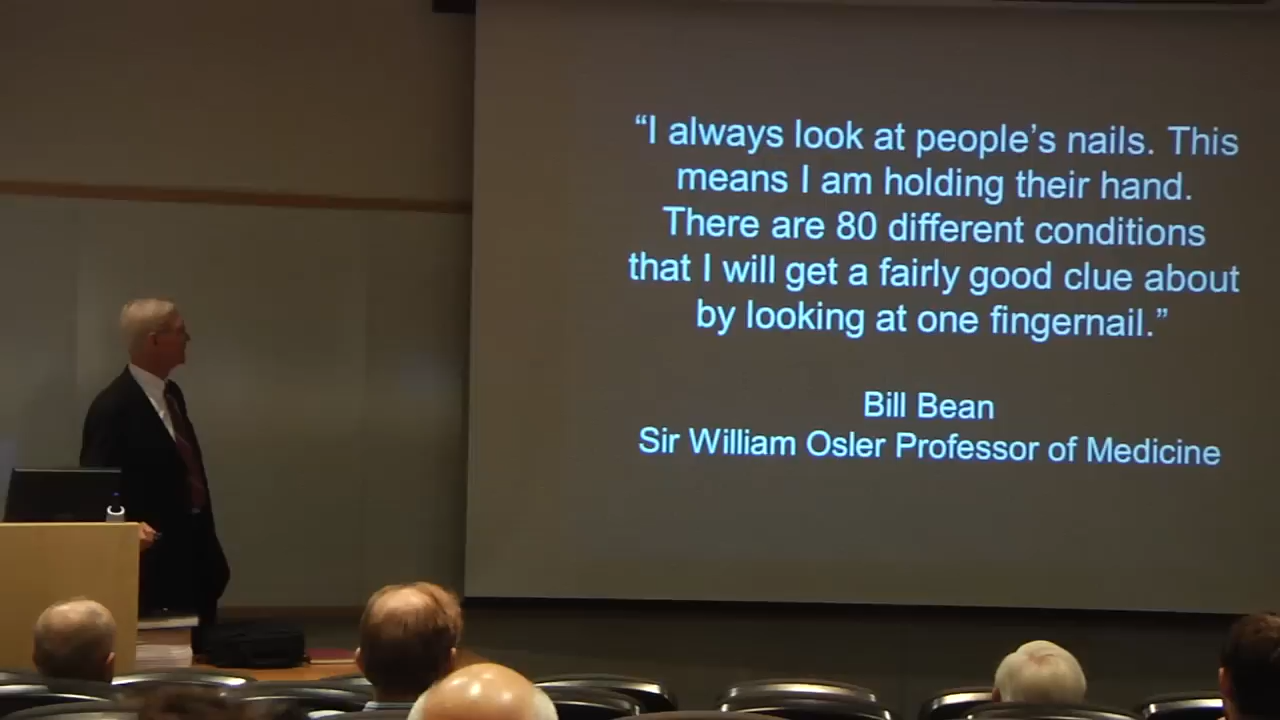 “I always look at people’s nails. This
means I am holding their hand.
There are 80 different conditions
that I will get a fairly good clue about
by looking at one fingernail.”
Bill Bean
Sir William Osler Professor of Medicine